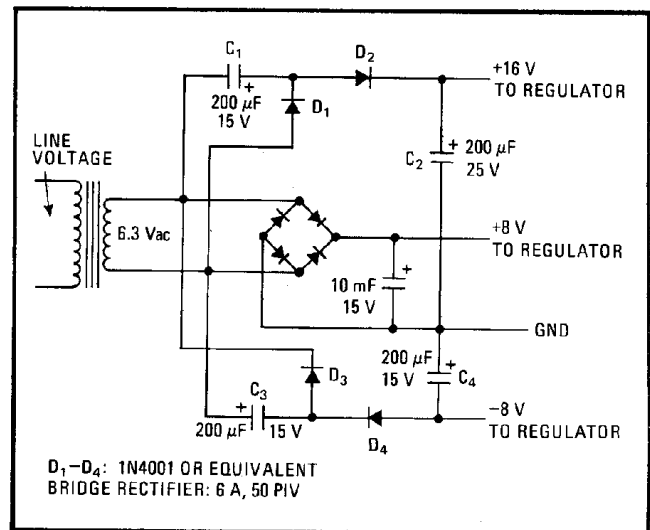 C1
+
200 μF
15 V
D2
D1
+16 V
TO REGULATOR
LINE
VOLTAGE
+ 200 μF
25 V
C2
6.3 Vac
+8 V
TO REGULATOR
+
10 mF
15 V
GND
200 μF
15 V
+
C4
D3
C3
+
200 μF
15 V
D4
−8 V
TO REGULATOR
D1–D4: 1N4001 OR EQUIVALENT
BRIDGE RECTIFIER: 6 A, 50 PIV